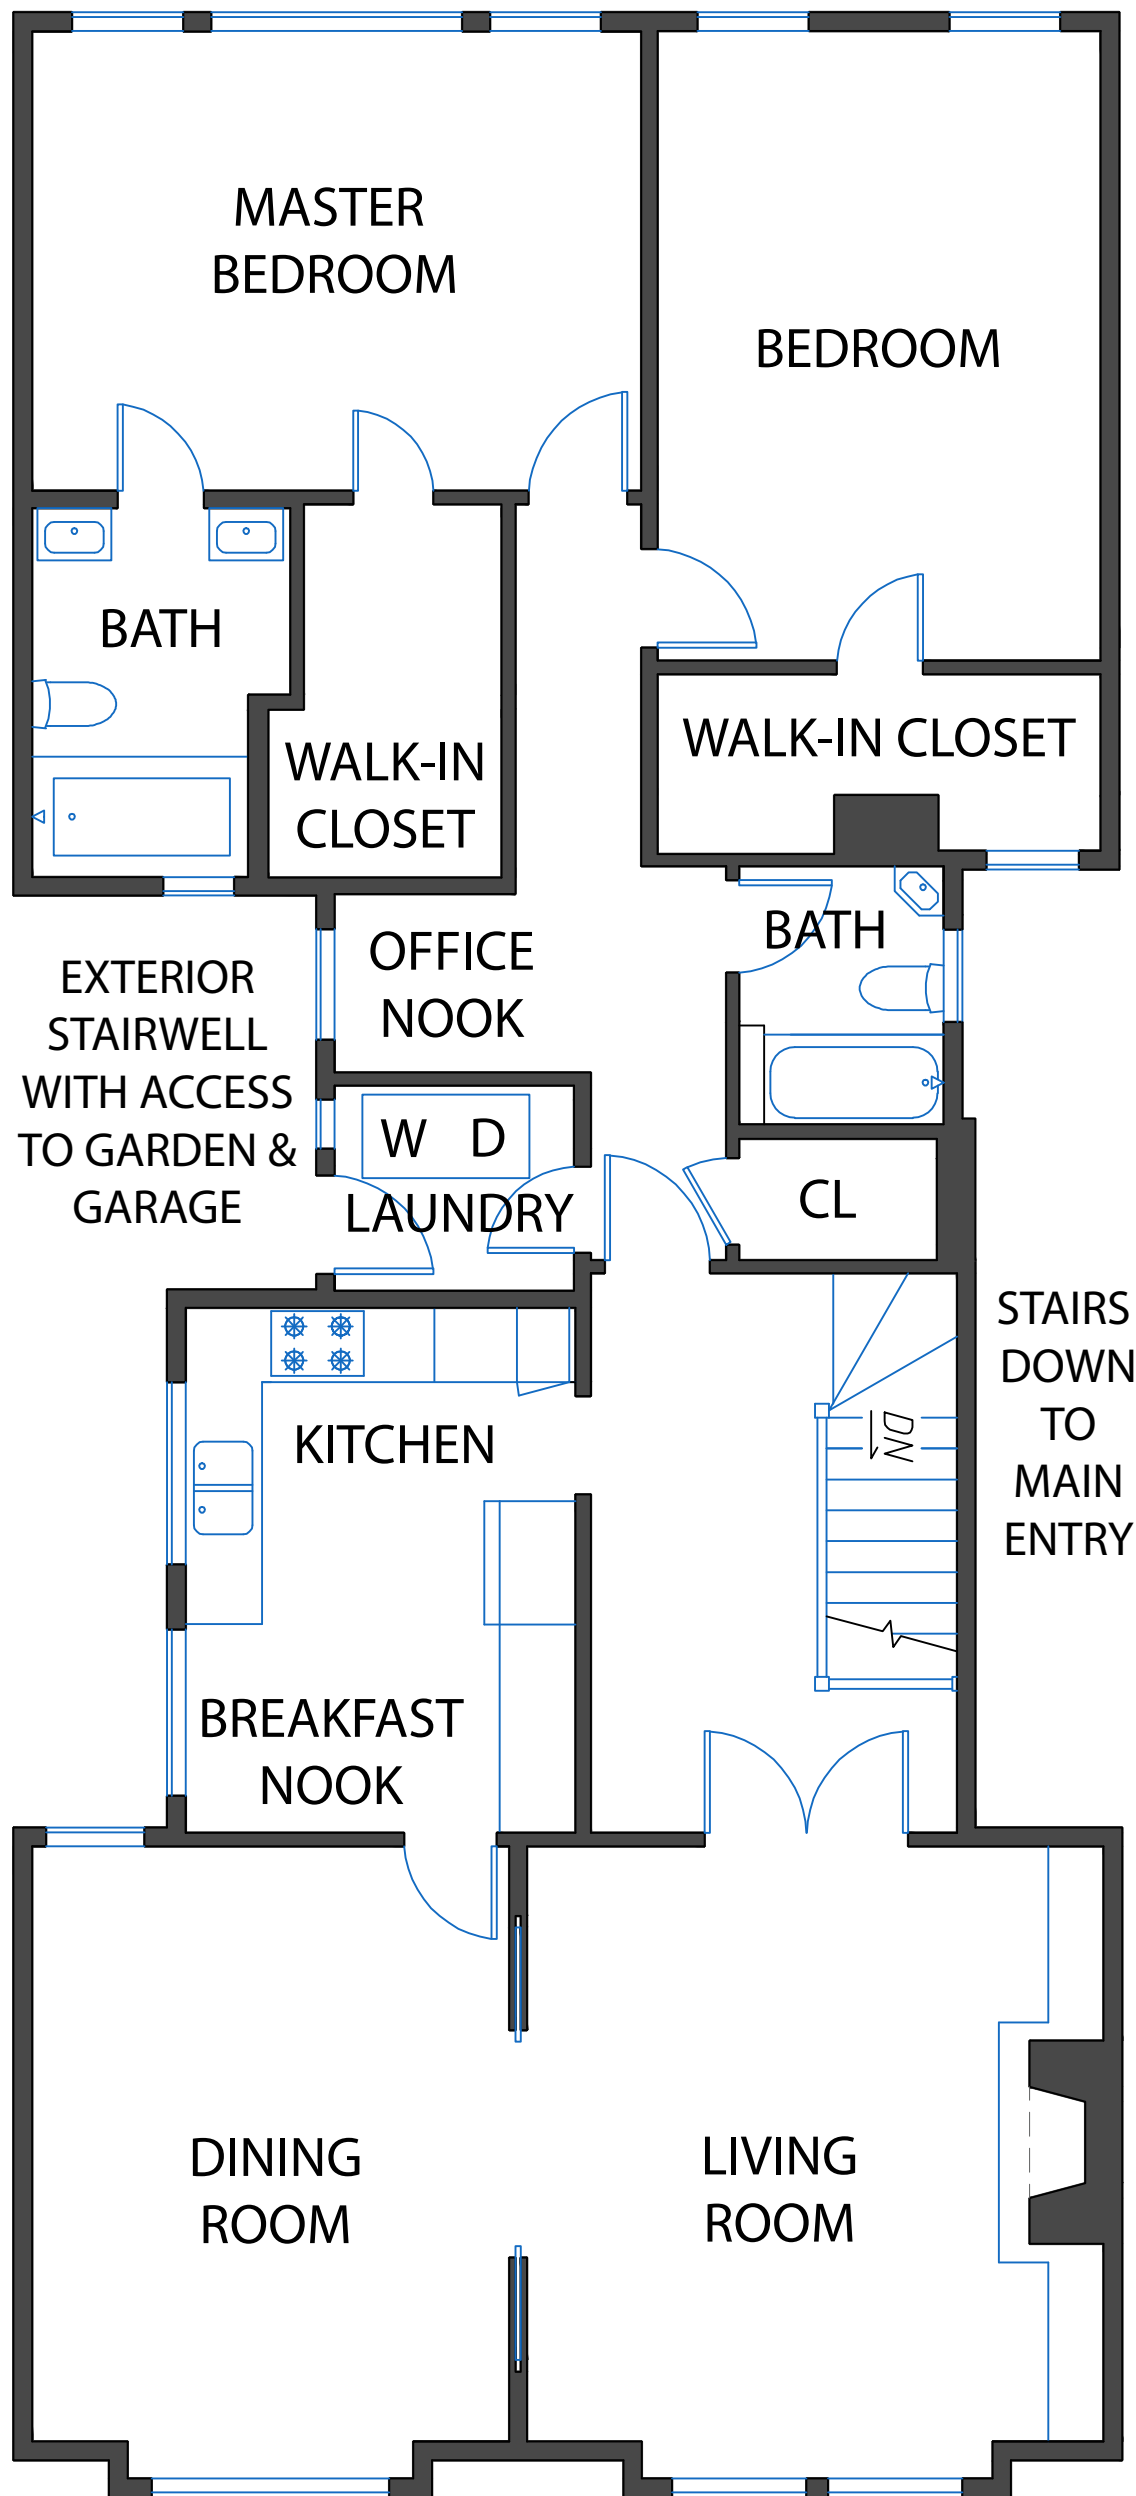 MASTER
BEDROOM
BEDROOM
BATH
WALK-IN
CLOSET
WALK-IN CLOSET
BATH
OFFICE
NOOK
EXTERIOR
STAIRWELL
WITH ACCESS
TO GARDEN &
GARAGE
W D
LAUNDRY
CL
STAIRS
DOWN
TO
MAIN
ENTRY
DN
KITCHEN
BREAKFAST
NOOK
DINING
ROOM
LIVING
ROOM